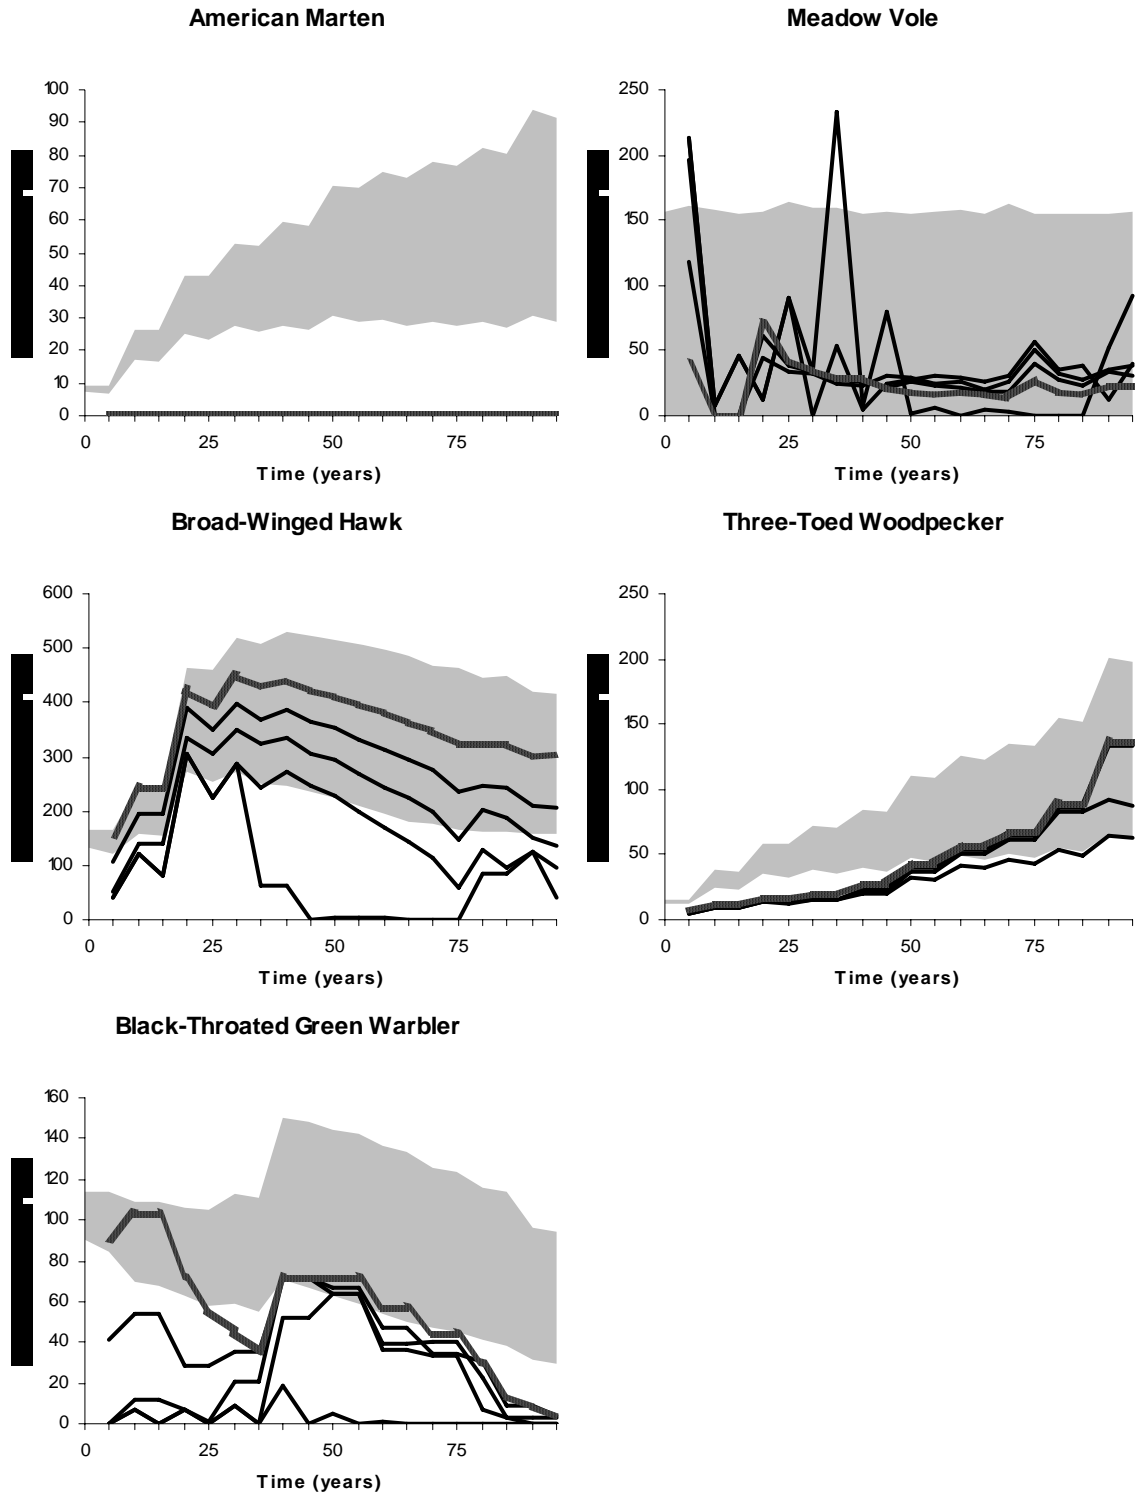 American Marten
100
90
80
70
60
50
40
30
20
10
0
0 25 50 75
Time (years)
Meadow Vole
250
200
150
100
50
0
0 25 50 75
Time (years)
Broad-Winged Hawk
600
500
400
300
200
100
0
0 25 50 75
Time (years)
Three-Toed Woodpecker
250
200
150
100
50
0
0 25 50 75
Time (years)
Black-Throated Green Warbler
160
140
120
100
80
60
40
20
0
0 25 50 75
Time (years)